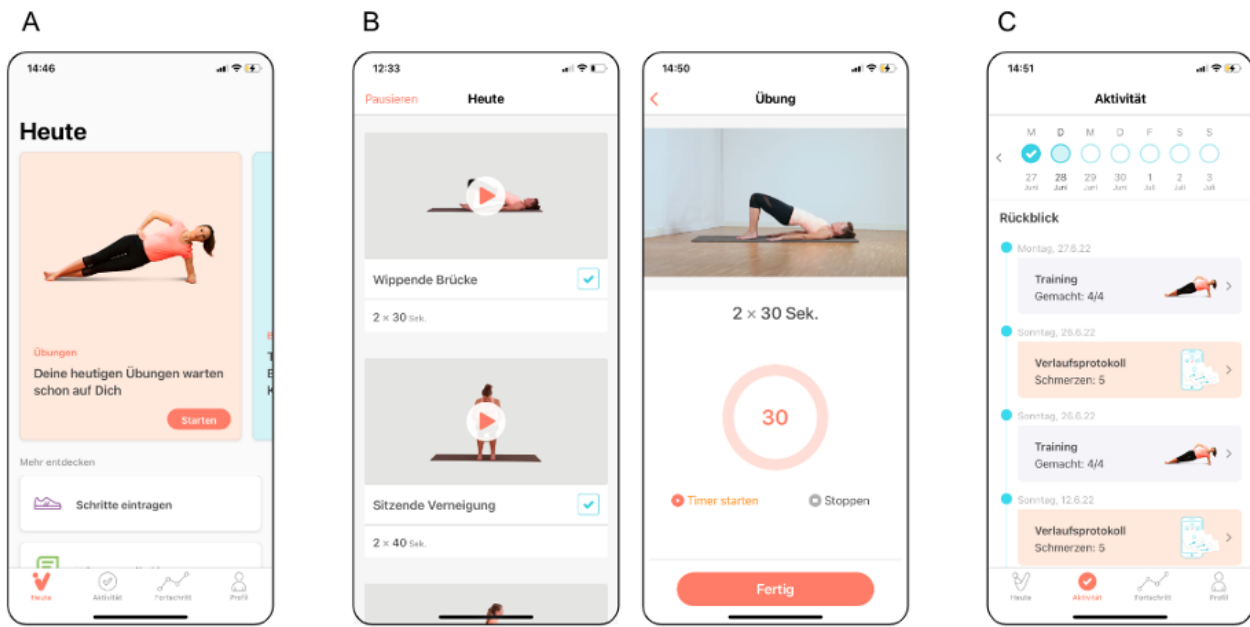 A
B
C
14:46
Heute
Übungen
Deine heutigen Übungen warten
schon auf Dich
Starten
Mehr entdecken
Schritte eintragen
Heute
Aktivität
Fortschritt
Profil
12:33
Pausieren
Heute
Wippende Brücke
2 × 30 Sek.
Sitzende Verneigung
2 × 40 Sek.
14:50
Übung
2 × 30 Sek.
30
Timer starten
Stoppen
Fertig
14:51
Aktivität
M D M D F S S
27 28 29 30 1 2 3
Juni Juni Juni Juni Juli Juli Juli
Rückblick
Montag, 27.6.22
Training
Gemacht: 4/4
Sonntag, 26.6.22
Verlaufsprotokoll
Schmerzen: 5
Sonntag, 26.6.22
Training
Gemacht: 4/4
Sonntag, 12.6.22
Verlaufsprotokoll
Schmerzen: 5
Heute
Aktivität
Fortschritt
Profil